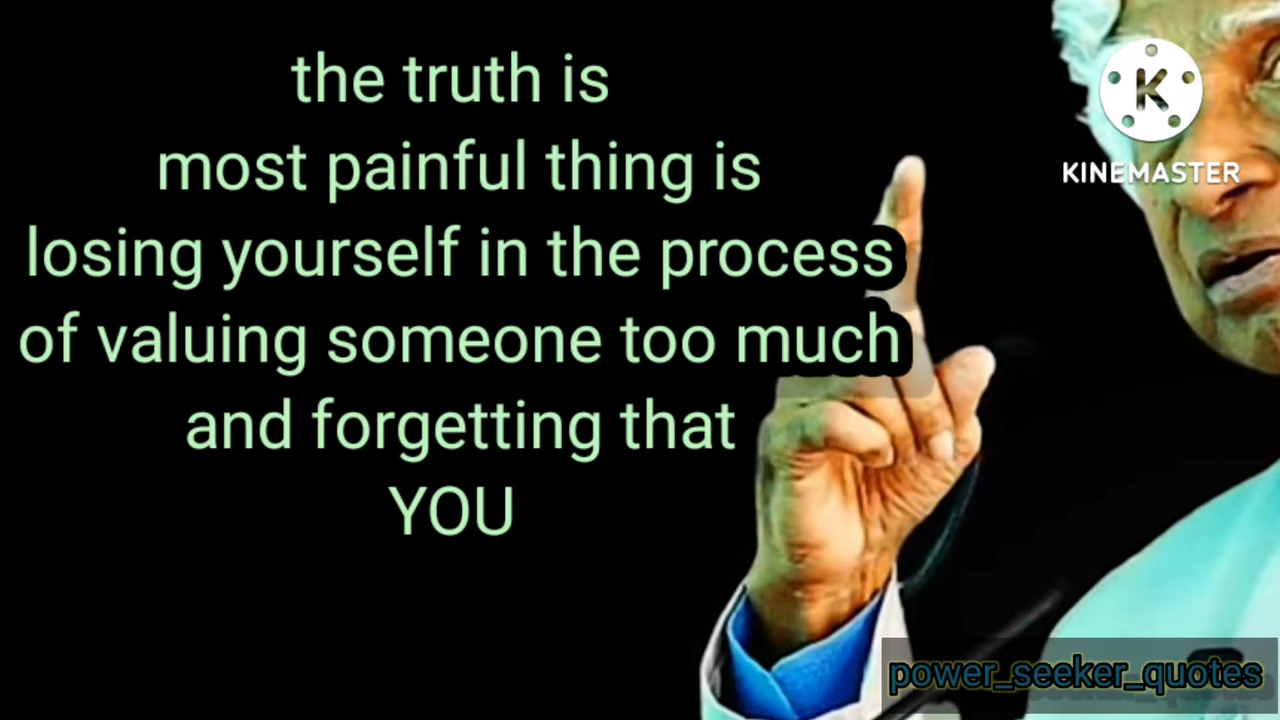 the truth is
most painful thing is
losing yourself in the process
of valuing someone too much
and forgetting that
YOU
K
KINEMASTER
power_seeker_quotes